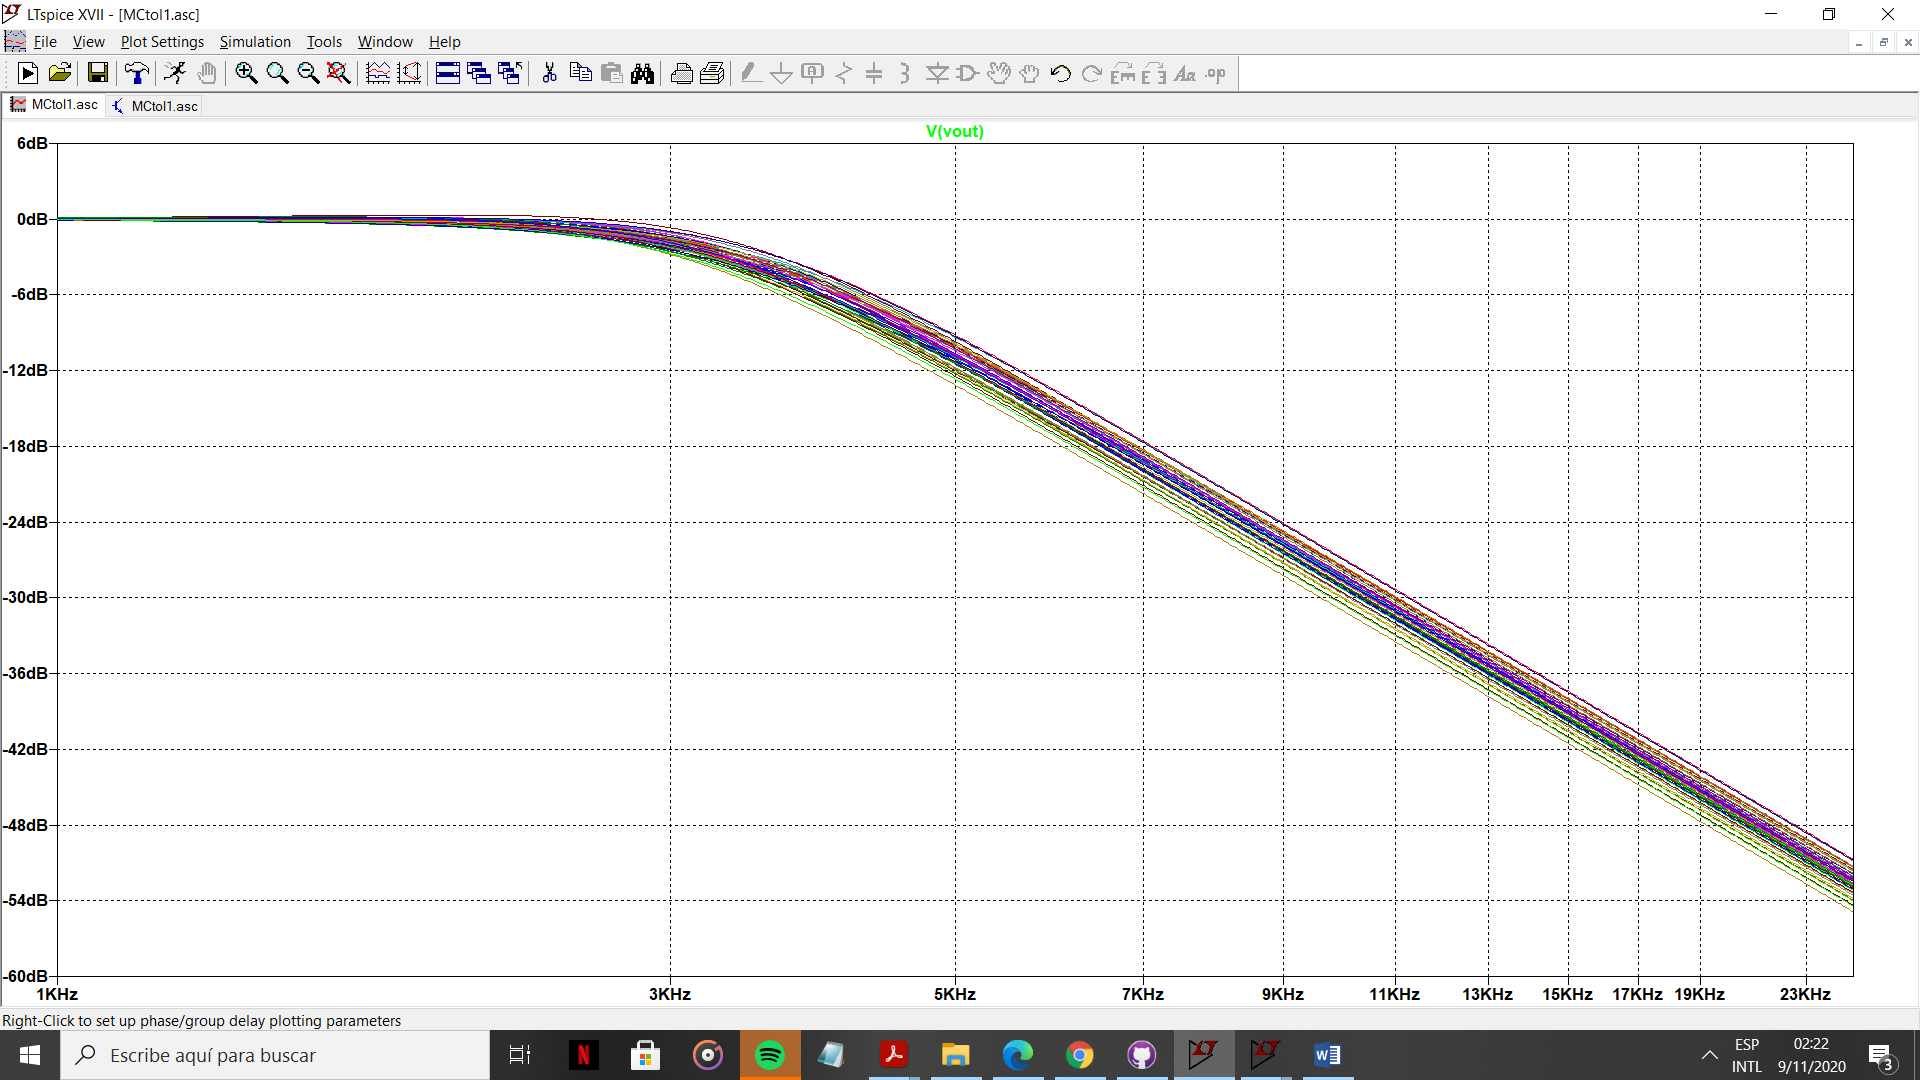 LTspice XVII - [MCtol1.asc]
File View Plot Settings Simulation Tools Window Help
MCtol1.asc MCtol1.asc
V(vout)
6dB
0dB
-6dB
-12dB
-18dB
-24dB
-30dB
-36dB
-42dB
-48dB
-54dB
-60dB
1KHz 3KHz 5KHz 7KHz 9KHz 11KHz 13KHz 15KHz 17KHz 19KHz 23KHz
Right-Click to set up phase/group delay plotting parameters
Escribe aquí para buscar
ESP 02:22
INTL 9/11/2020
3